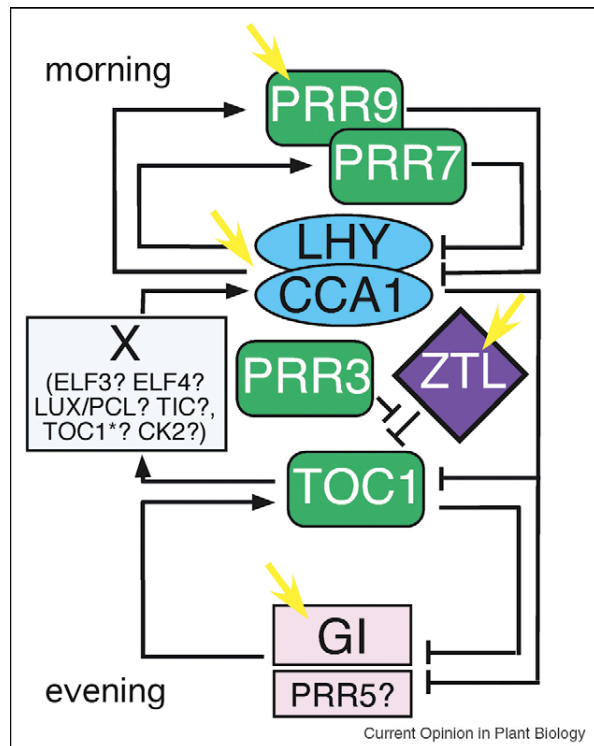 morning
PRR9
PRR7
LHY
CCA1
X
(ELF3? ELF4?
LUX/PCL? TIC?,
TOC1*? CK2?)
PRR3
ZTL
TOC1
GI
PRR5?
evening
Current Opinion in Plant Biology